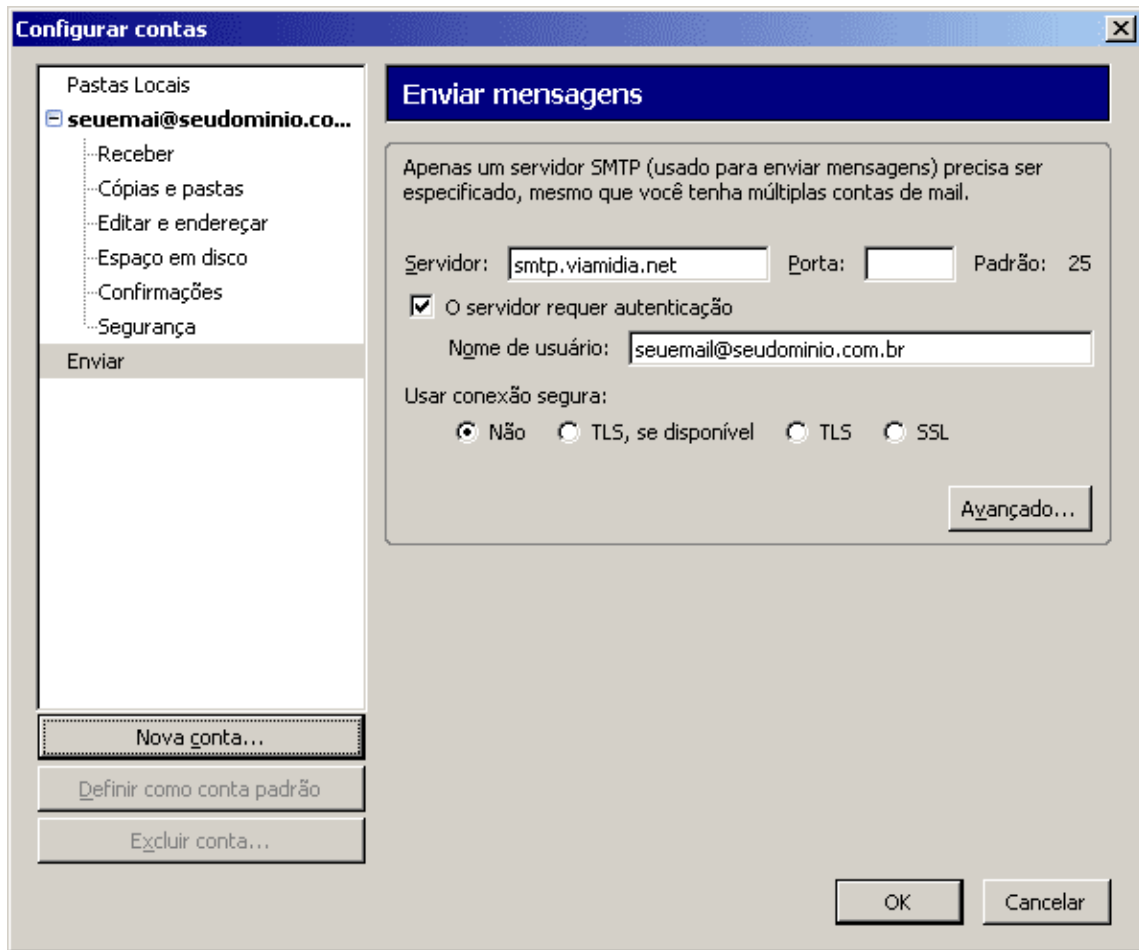 Configurar contas
Pastas Locais
seuemai@seudominio.co...
Receber
Cópias e pastas
Editar e endereçar
Espaço em disco
Confirmações
Segurança
Enviar
Nova conta...
Definir como conta padrão
Excluir conta...
Enviar mensagens
Apenas um servidor SMTP (usado para enviar mensagens) precisa ser
especificado, mesmo que você tenha múltiplas contas de mail.
Servidor: smtp.viamidia.net Porta: Padrão: 25
O servidor requer autenticação
Nome de usuário: seuemail@seudominio.com.br
Usar conexão segura:
Não TLS, se disponível TLS SSL
Avançado...
OK Cancelar